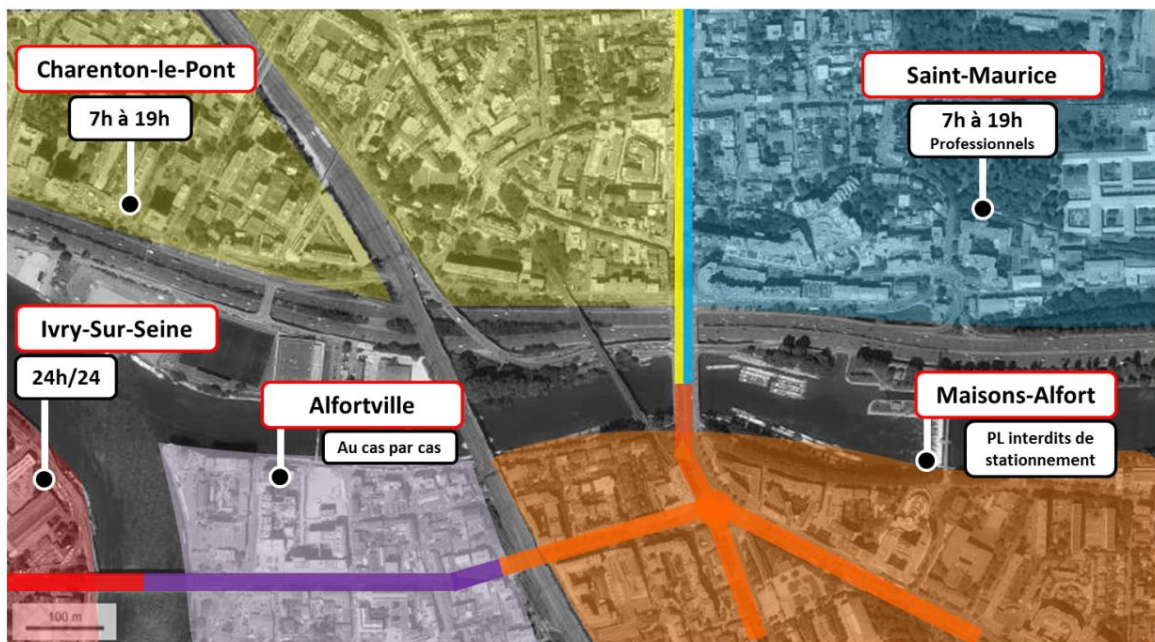 Charenton-le-Pont
7h à 19h
Saint-Maurice
7h à 19h
Professionnels
Ivry-Sur-Seine
24h/24
Alfortville
Au cas par cas
Maisons-Alfort
PL interdits de
stationnement
100 m